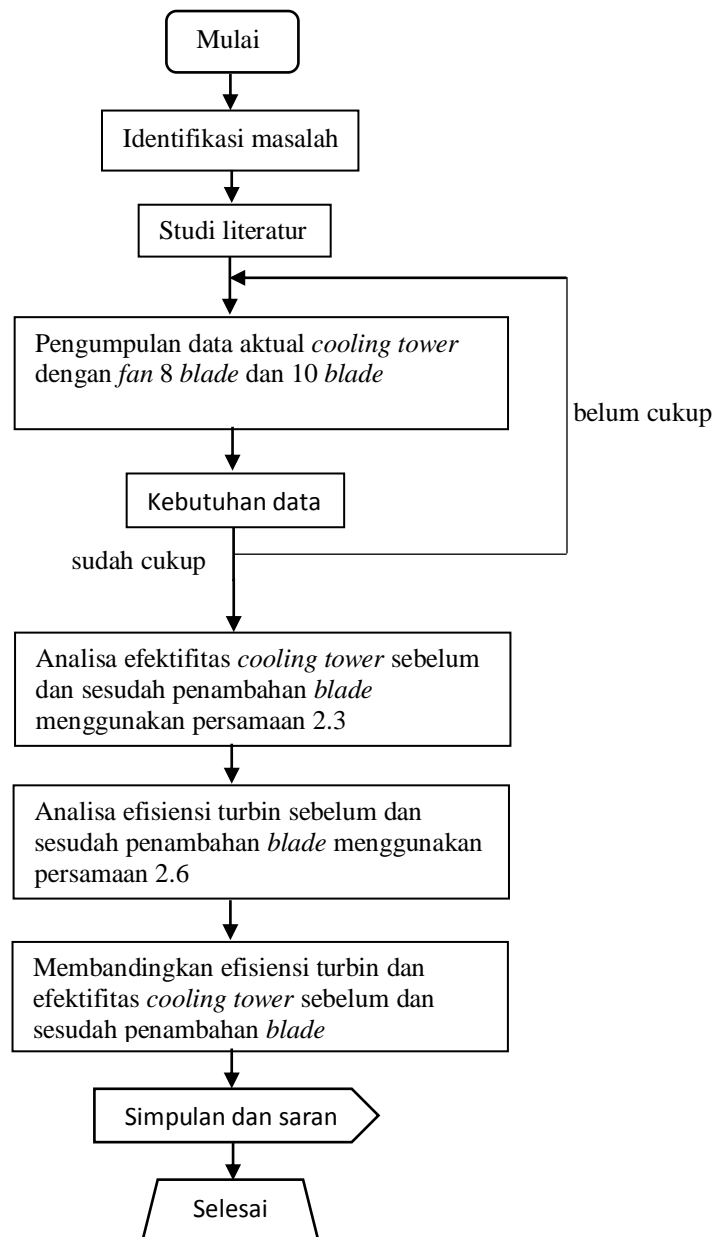 Mulai
Identifikasi masalah
Studi literatur
Pengumpulan data aktual cooling tower
dengan fan 8 blade dan 10 blade
belum cukup
Kebutuhan data
sudah cukup
Analisa efektifitas cooling tower sebelum
dan sesudah penambahan blade
menggunakan persamaan 2.3
Analisa efisiensi turbin sebelum dan
sesudah penambahan blade menggunakan
persamaan 2.6
Membandingkan efisiensi turbin dan
efektifitas cooling tower sebelum dan
sesudah penambahan blade
Simpulan dan saran
Selesai